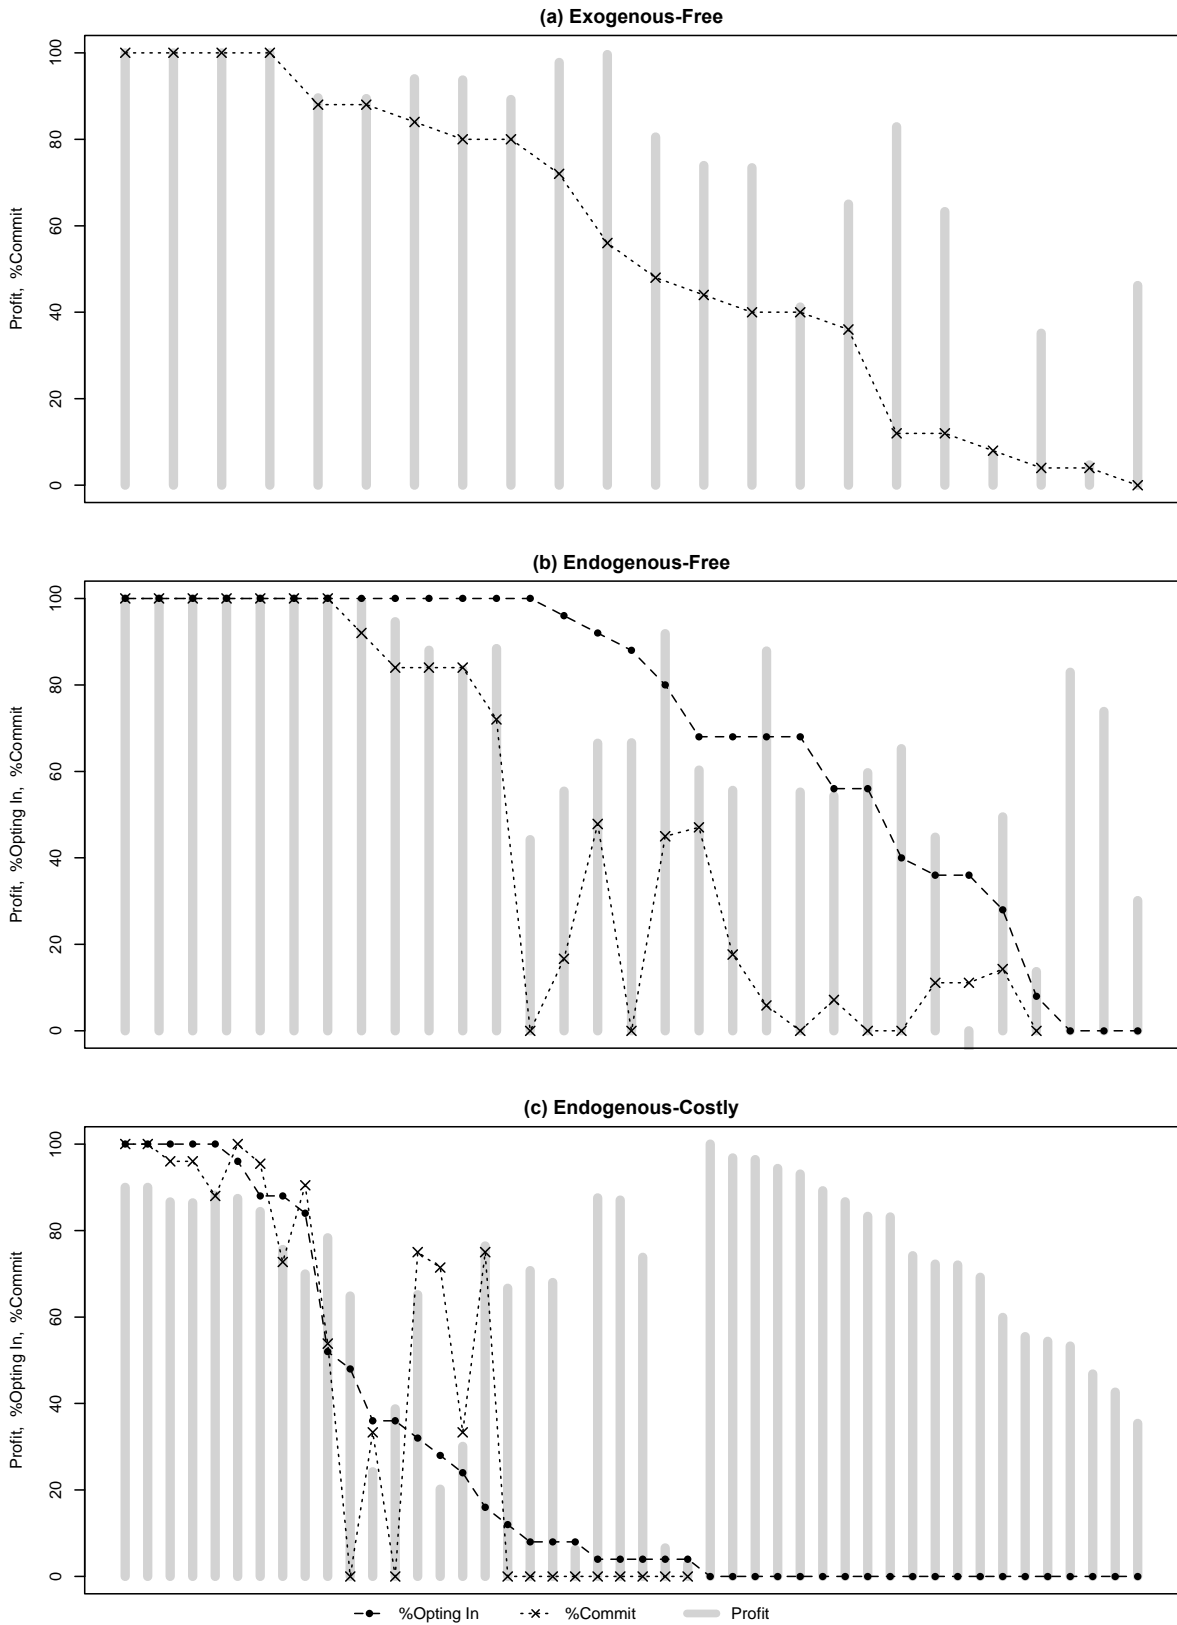 (a) Exogenous-Free
100
80
60
40
20
0
Profit, %Commit
(b) Endogenous-Free
100
80
60
40
20
0
Profit, %Opting In, %Commit
(c) Endogenous-Costly
100
80
60
40
20
0
Profit, %Opting In, %Commit
%Opting In %Commit Profit